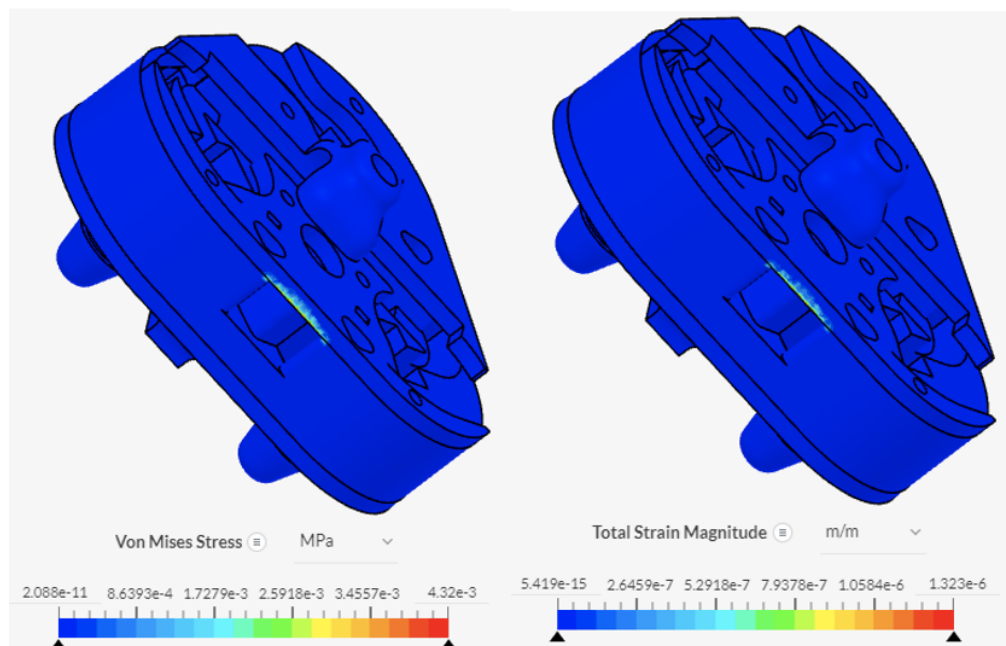 Von Mises Stress MPa
2.088e-11 8.6393e-4 1.7279e-3 2.5918e-3 3.4557e-3 4.32e-3
Total Strain Magnitude m/m
5.419e-15 2.6459e-7 5.2918e-7 7.9378e-7 1.0584e-6 1.323e-6